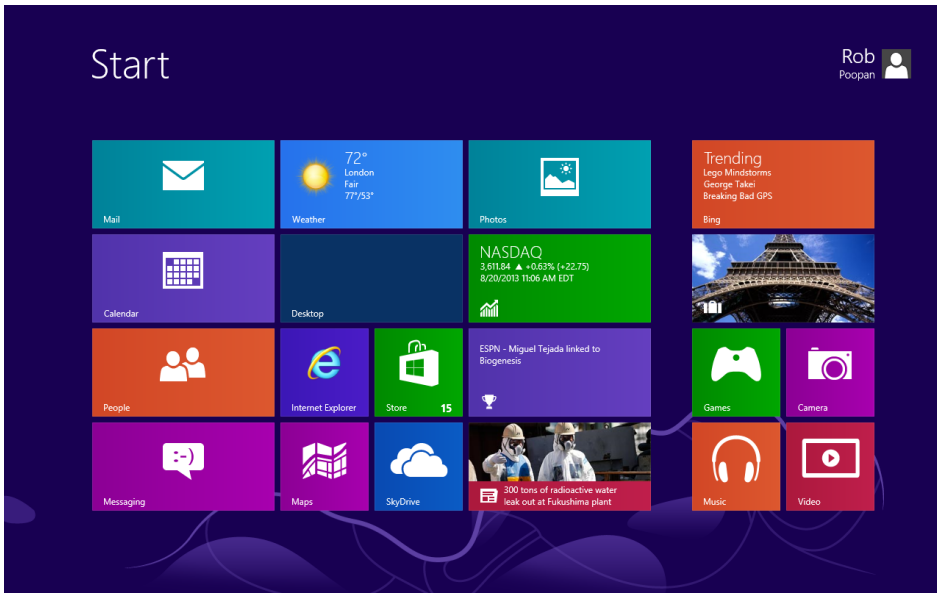 Start
Rob
Poopan
Mail
72°
London
Fair
77°/53°
Weather
Photos
Trending
Lego Mindstorms
George Takei
Breaking Bad GPS
Bing
Calendar
Desktop
NASDAQ
3,611.84 ▲ +0.63% (+22.75)
8/20/2013 11:06 AM EDT
People
Internet Explorer
Store 15
ESPN - Miguel Tejada linked to
Biogenesis
Games
Camera
:-)
Messaging
Maps
SkyDrive
300 tons of radioactive water
leak out at Fukushima plant
Music
Video